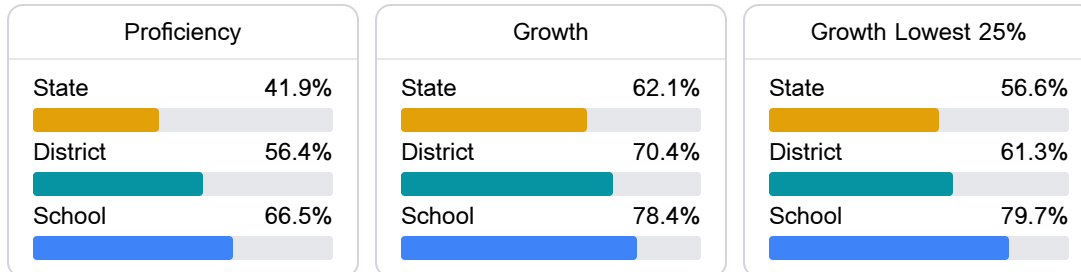 Proficiency
State 41.9%
District 56.4%
School 66.5%
Growth
State 62.1%
District 70.4%
School 78.4%
Growth Lowest 25%
State 56.6%
District 61.3%
School 79.7%